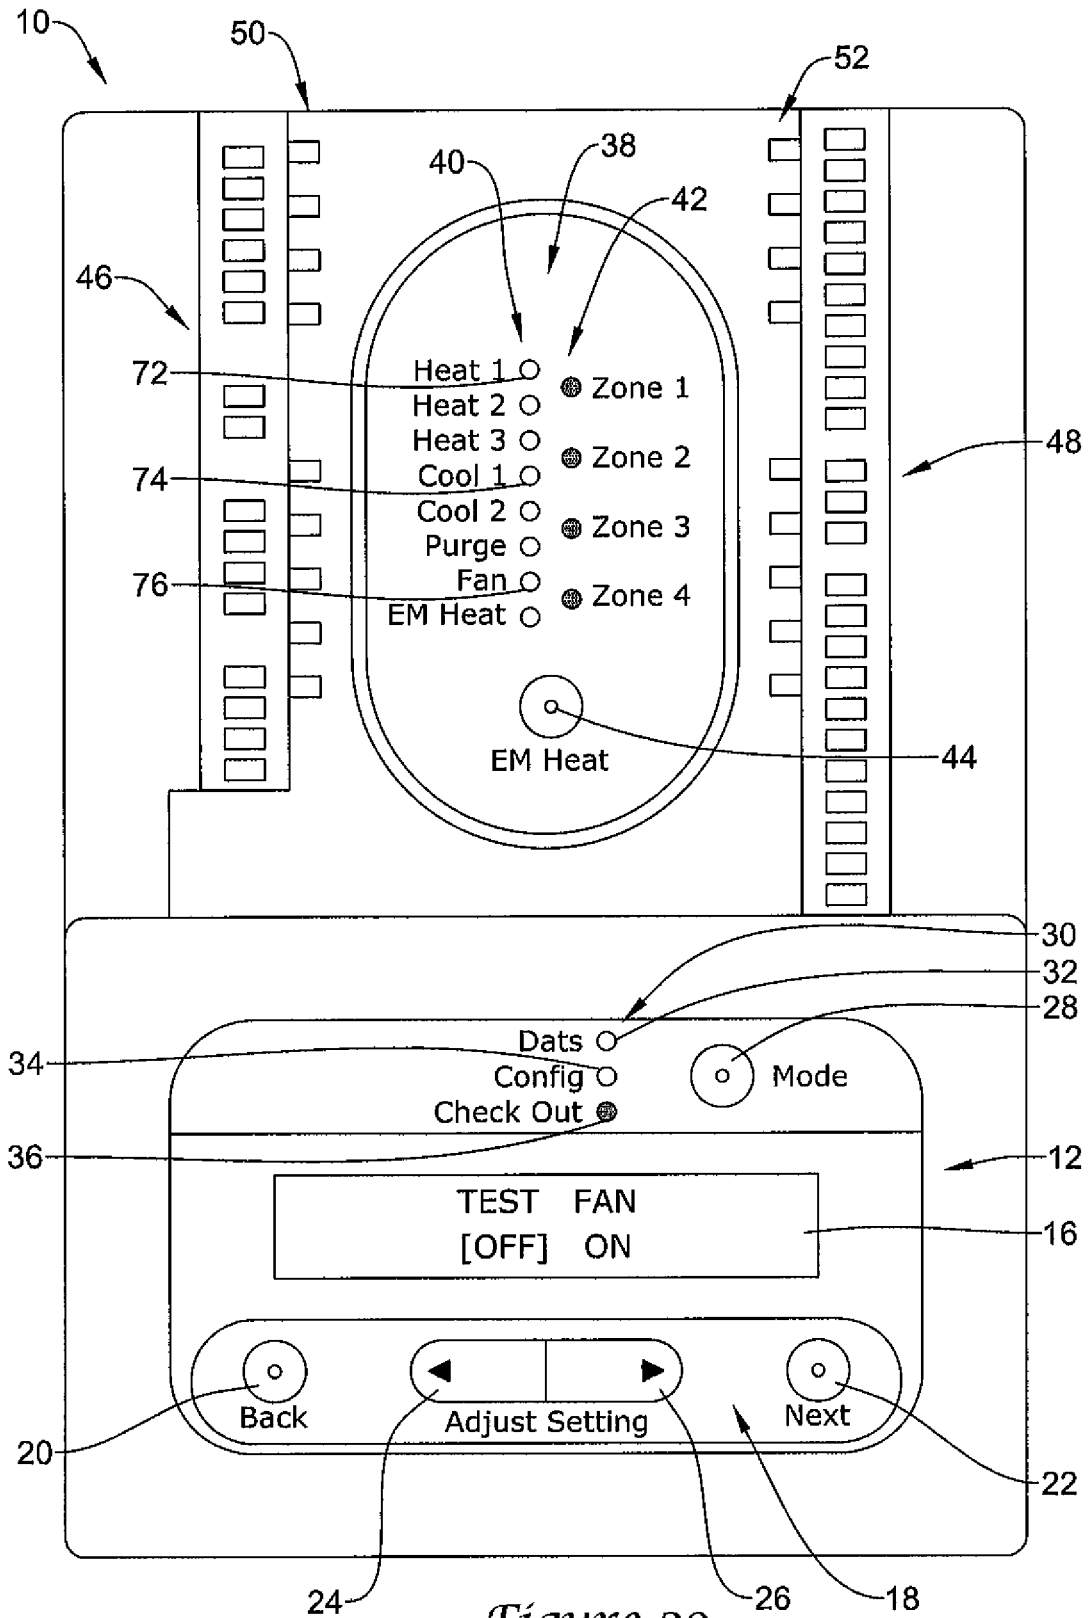 10
50
52
40
38
42
46
72
Heat 1
Zone 1
Heat 2
Heat 3
Zone 2
48
74
Cool 1
Cool 2
Zone 3
Purge
76
Fan
Zone 4
EM Heat
EM Heat
44
30
32
28
Dats
34
Config
Mode
Check Out
36
12
TEST FAN
16
[OFF] ON
Back
Adjust Setting
Next
20
22
24
26
18
Figure